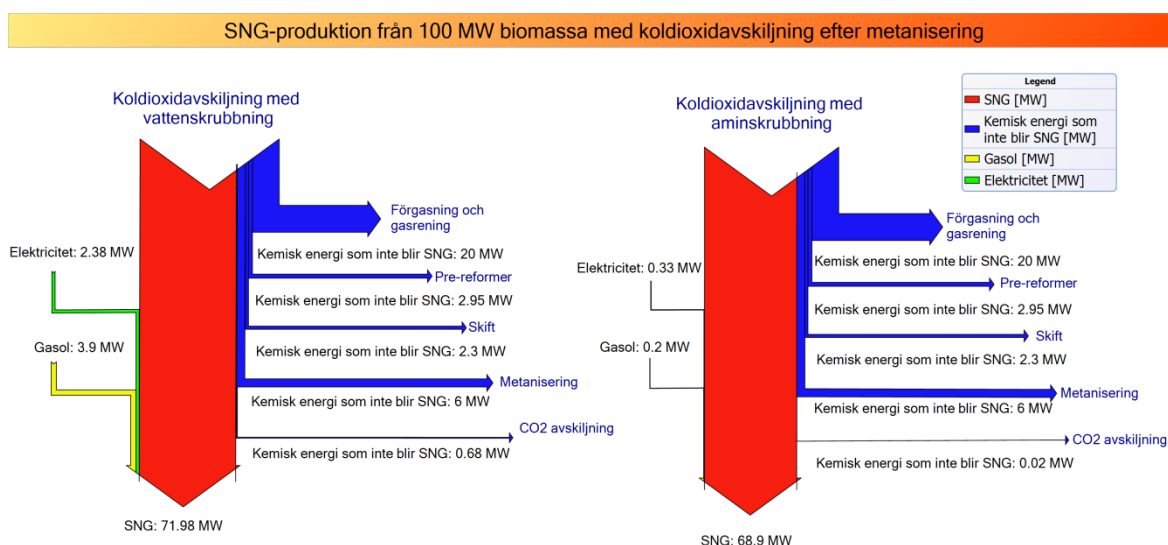 SNG-produktion från 100 MW biomassa med koldioxidavskiljning efter metanisering
Koldioxidavskiljning med
vattenskrubbning
Förgasning och
gasrening
Elektricitet: 2.38 MW
Kemisk energi som inte blir SNG: 20 MW
Pre-reformer
Kemisk energi som inte blir SNG: 2.95 MW
Skift
Gasol: 3.9 MW
Kemisk energi som inte blir SNG: 2.3 MW
Metanisering
Kemisk energi som inte blir SNG: 6 MW
CO2 avskiljning
Kemisk energi som inte blir SNG: 0.68 MW
SNG: 71.98 MW
Koldioxidavskiljning med
aminskrubbning
Förgasning och
gasrening
Elektricitet: 0.33 MW
Kemisk energi som inte blir SNG: 20 MW
Pre-reformer
Kemisk energi som inte blir SNG: 2.95 MW
Skift
Gasol: 0.2 MW
Kemisk energi som inte blir SNG: 2.3 MW
Metanisering
Kemisk energi som inte blir SNG: 6 MW
CO2 avskiljning
Kemisk energi som inte blir SNG: 0.02 MW
SNG: 68.9 MW
Legend
SNG [MW]
Kemisk energi som
inte blir SNG [MW]
Gasol [MW]
Elektricitet [MW]